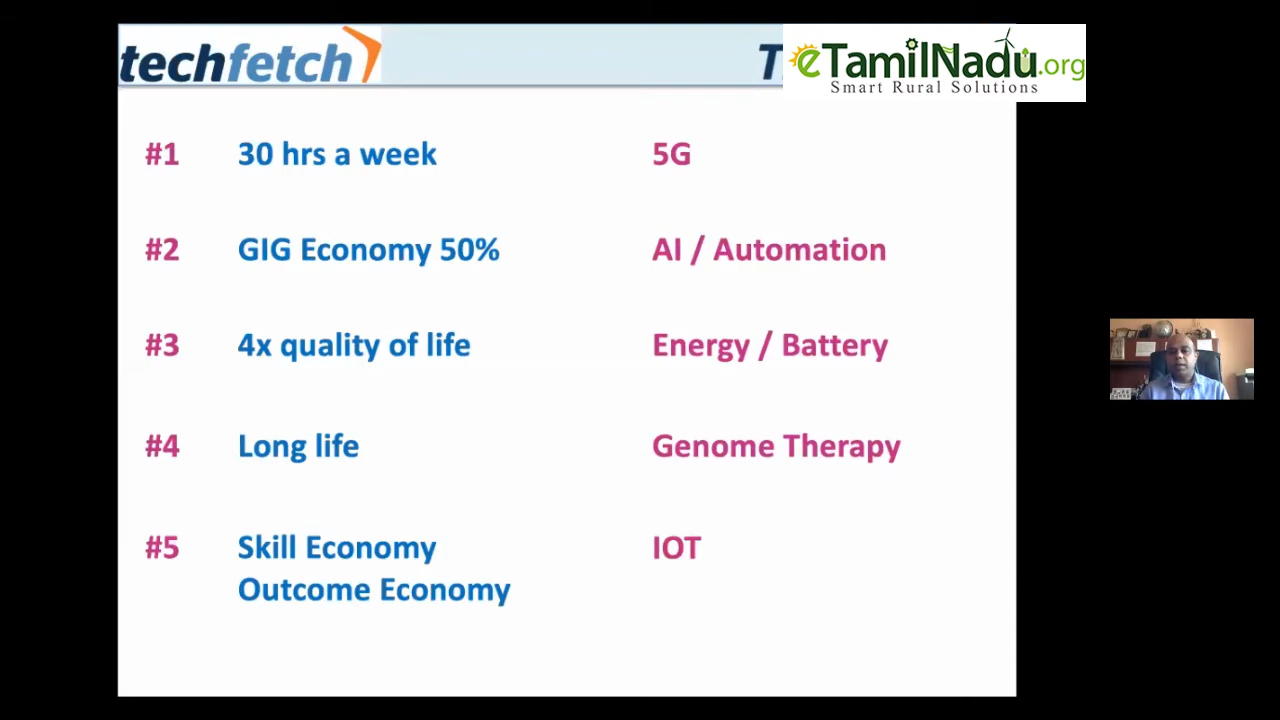 techfetch
eTamilNadu.org
Smart Rural Solutions
#1 30 hrs a week 5G
#2 GIG Economy 50% AI / Automation
#3 4x quality of life Energy / Battery
#4 Long life Genome Therapy
#5 Skill Economy IOT
Outcome Economy